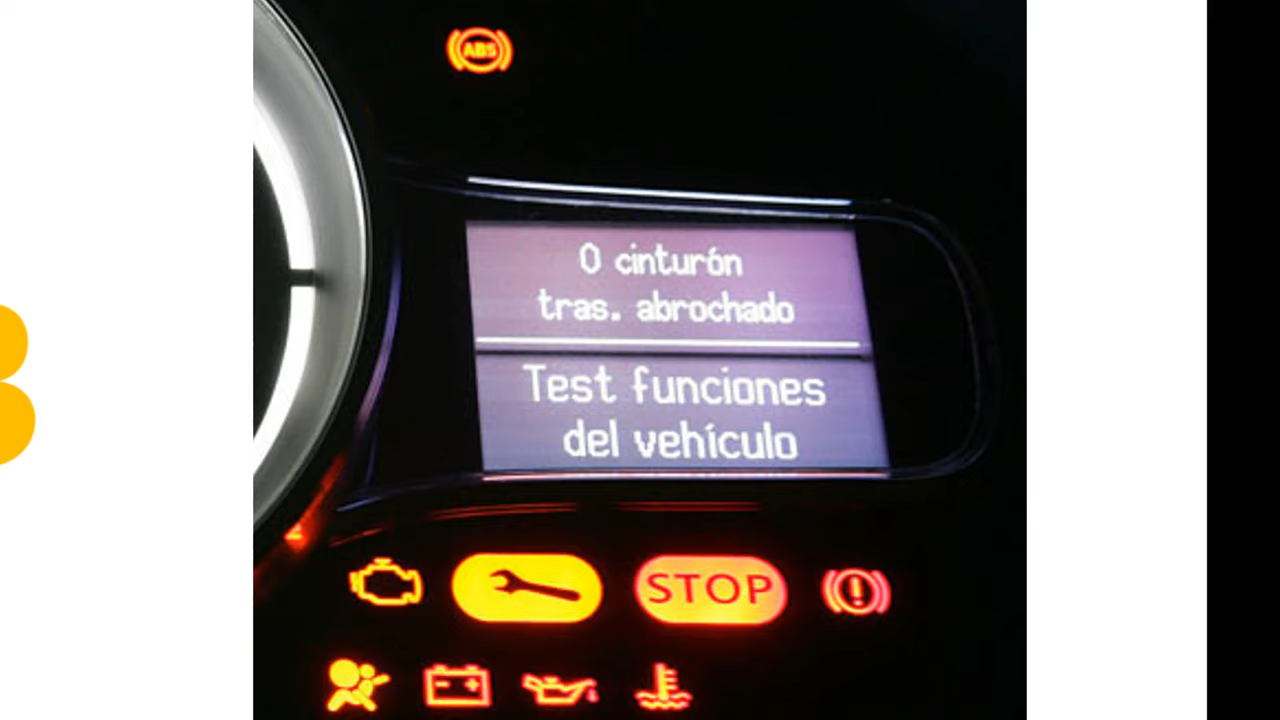 ABS
0 cinturón
tras. abrochado
Test funciones
del vehículo
STOP